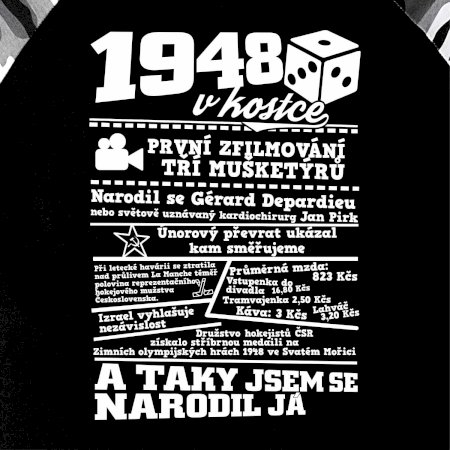 1948
v kostce
PRVNÍ ZFILMOVÁNÍ
TŘÍ MUŠKETÝRŮ
Narodil se Gérard Depardieu
nebo světově uznávaný kardiochirurg Jan Pirk
Únorový převrat ukázal
kam směřujeme
Při letecké havárii se ztratila
nad průlivem La Manche téměř
polovina reprezentačního
hokejového mužstva
Československa.
Průměrná mzda:
823 Kčs
Vstupenka do
divadla 16,80 Kčs
Tramvajenka 2,50 Kčs
Káva: 3 Kčs
Lahváč
3,20 Kčs
Izrael vyhlašuje
nezávislost
Družstvo hokejistů ČSR
získalo stříbrnou medaili na
Zimních olympijských hrách 1948 ve Svatém Mořici
A TAKY JSEM SE
NARODIL JÁ